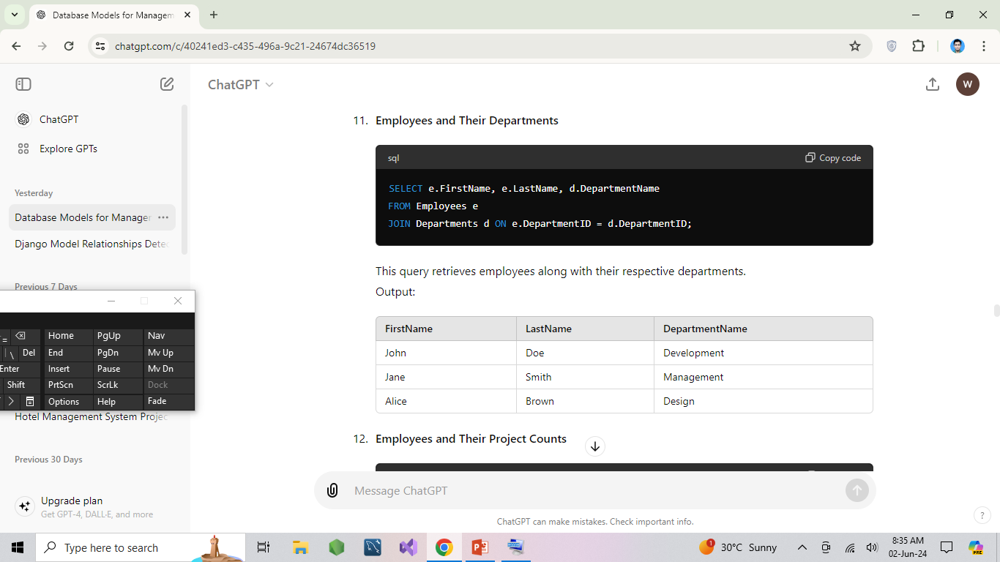 Database Models for Managem
chatgpt.com/c/40241ed3-c435-496a-9c21-24674dc36519
ChatGPT
Explore GPTs
Yesterday
Database Models for Manager
Django Model Relationships Dete
Previous 7 Days
Home PgUp Nav
Del End PgDn Mv Up
Enter Insert Pause Mv Dn
Shift PrtScn ScrLk Dock
Options Help Fade
Hotel Management System Projec
Previous 30 Days
Upgrade plan
Get GPT-4, DALL·E, and more
ChatGPT
W
11. Employees and Their Departments
sql Copy code
SELECT e.FirstName, e.LastName, d.DepartmentName
FROM Employees e
JOIN Departments d ON e.DepartmentID = d.DepartmentID;
This query retrieves employees along with their respective departments.
Output:
FirstName LastName DepartmentName
John Doe Development
Jane Smith Management
Alice Brown Design
12. Employees and Their Project Counts
Message ChatGPT
ChatGPT can make mistakes. Check important info.
?
Type here to search
1
30°C Sunny
8:35 AM
02-Jun-24
PRE